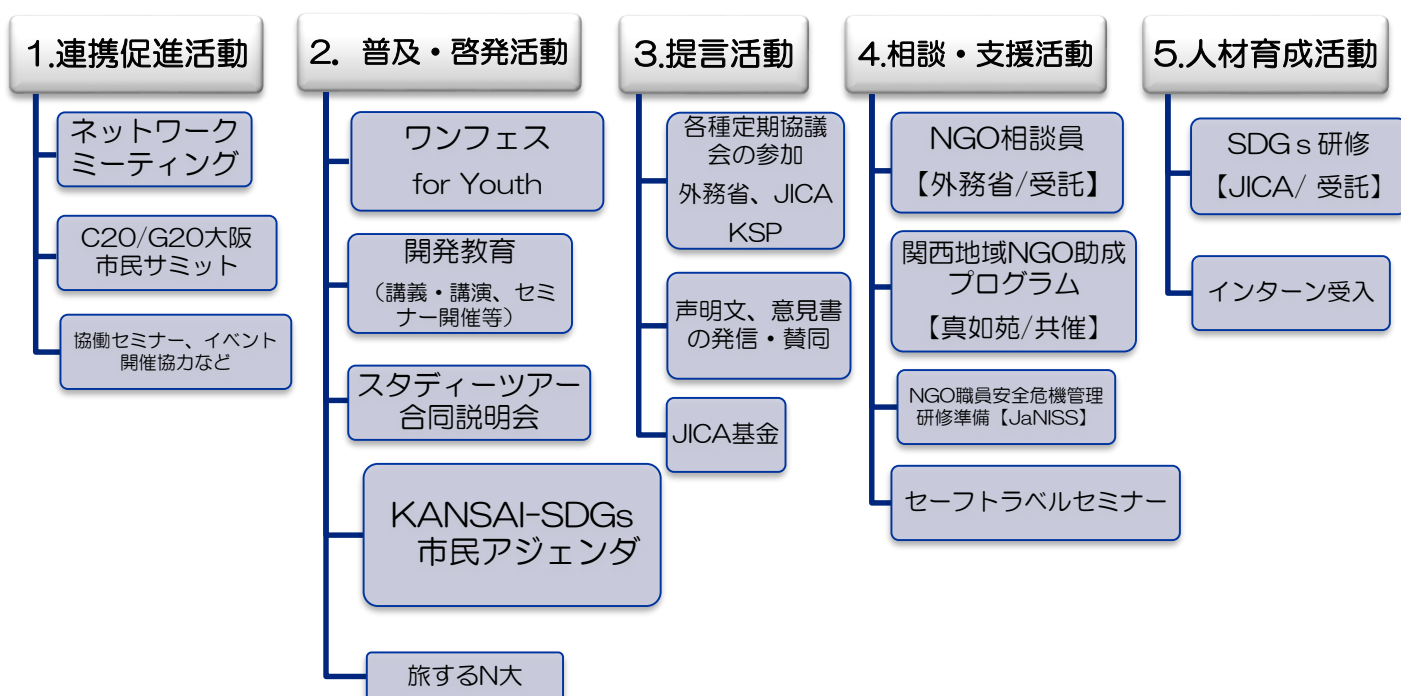 1.連携促進活動
ネットワーク
ミーティング
C20/G20大阪
市民サミット
協働セミナー、イベント
開催協力など
2. 普及・啓発活動
ワンフェス
for Youth
開発教育
（講義・講演、セミ
ナー開催等）
スタディーツアー
合同説明会
KANSAI-SDGs
市民アジェンダ
旅するN大
3.提言活動
各種定期協議
会の参加
外務省、JICA
KSP
声明文、意見書
の発信・賛同
JICA基金
4.相談・支援活動
NGO相談員
【外務省/受託】
関西地域NGO助成
プログラム
【真如苑/共催】
NGO職員安全危機管理
研修準備【JaNISS】
セーフトラベルセミナー
5.人材育成活動
SDGｓ研修
【JICA/ 受託】
インターン受入